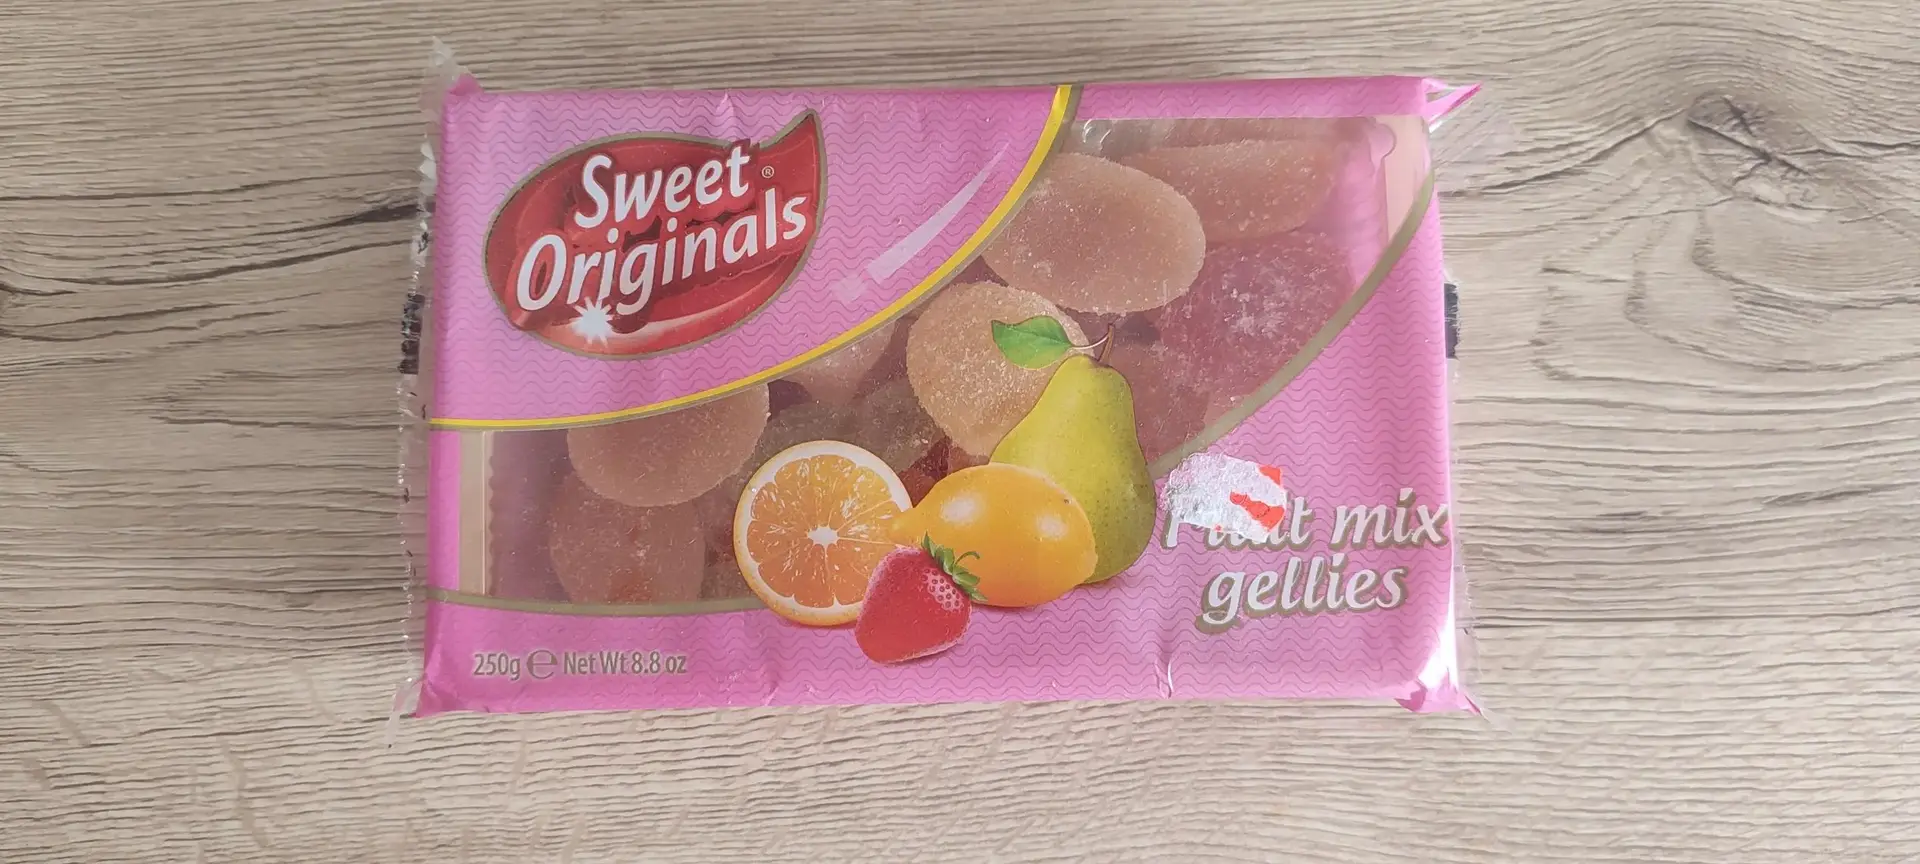 Sweet ®
Originals
mix
gellies
250g ℮ Net Wt 8.8 oz